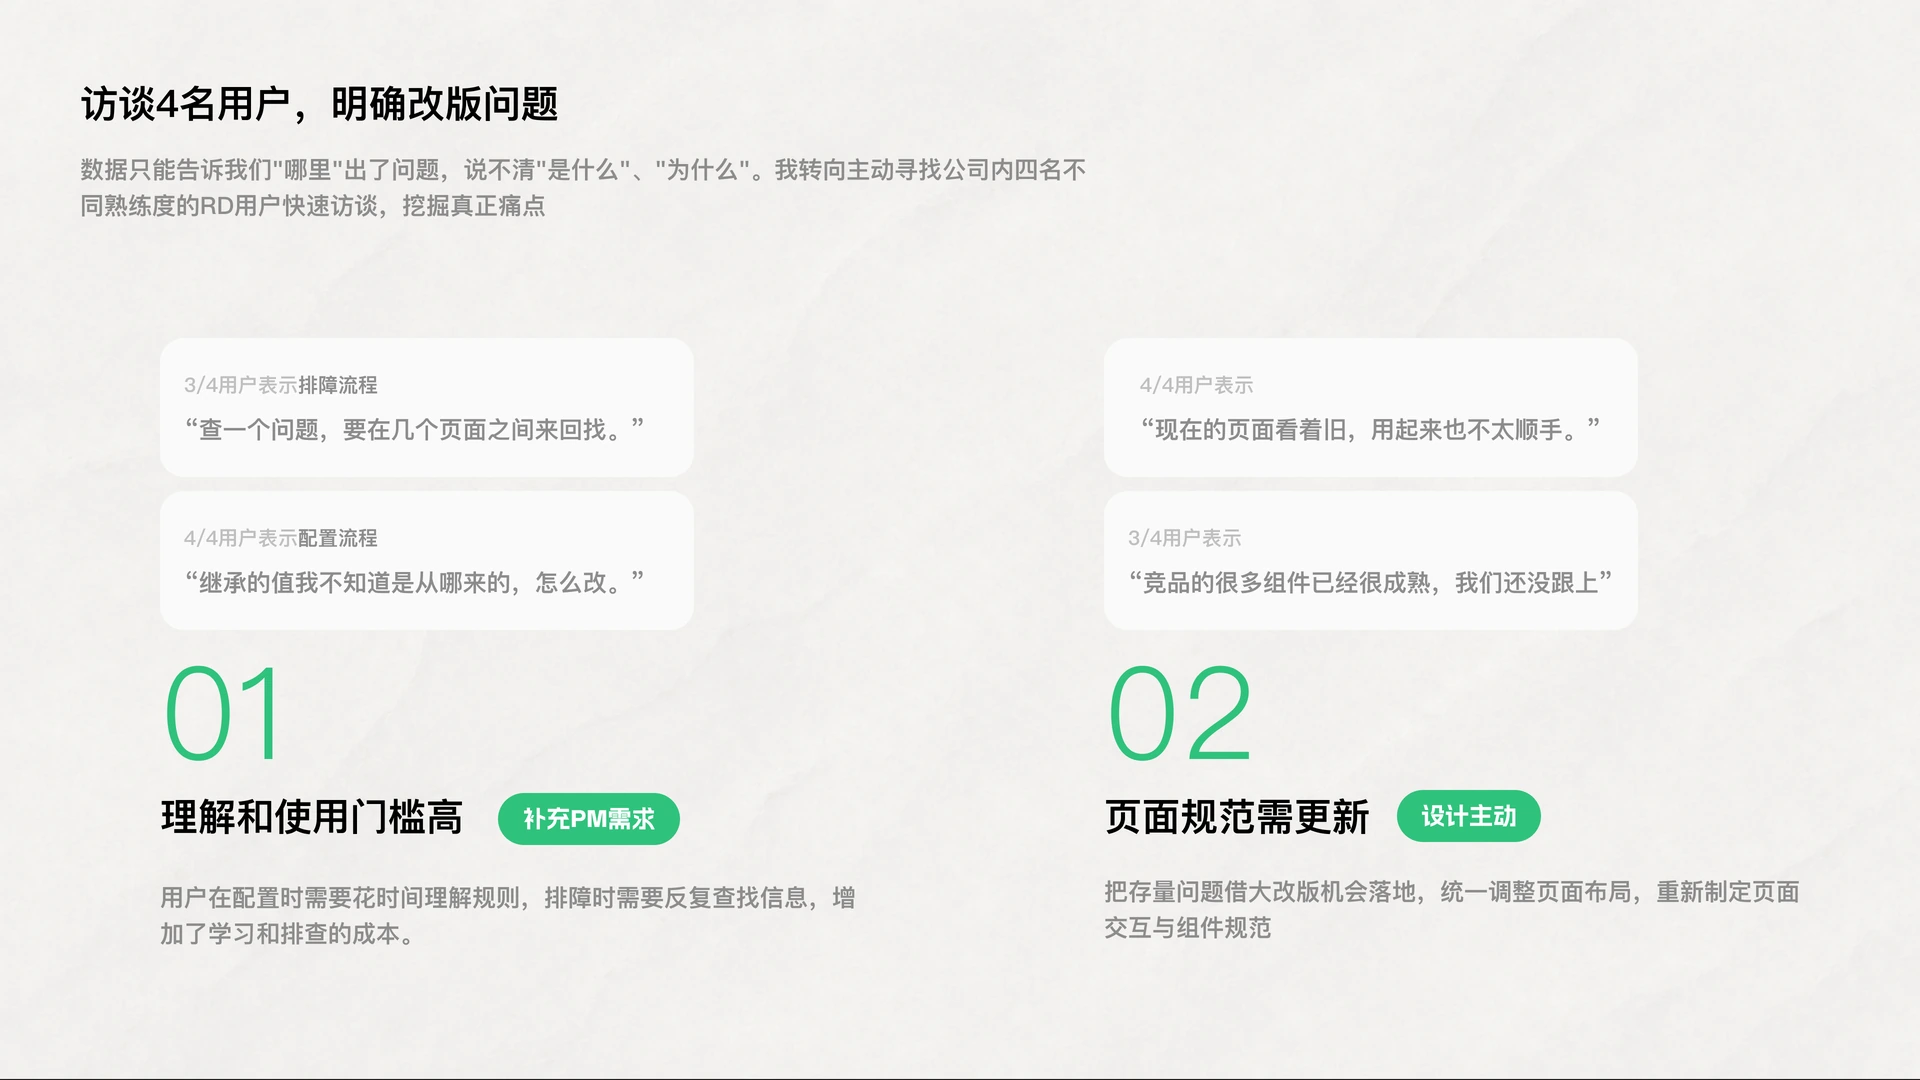 访谈4名用户，明确改版问题
数据只能告诉我们"哪里"出了问题，说不清"是什么"、"为什么"。我转向主动寻找公司内四名不
同熟练度的RD用户快速访谈，挖掘真正痛点
3/4用户表示排障流程
“查一个问题，要在几个页面之间来回找。”
4/4用户表示配置流程
“继承的值我不知道是从哪来的，怎么改。”
01
理解和使用门槛高
补充PM需求
用户在配置时需要花时间理解规则，排障时需要反复查找信息，增
加了学习和排查的成本。
4/4用户表示
“现在的页面看着旧，用起来也不太顺手。”
3/4用户表示
“竞品的很多组件已经很成熟，我们还没跟上”
02
页面规范需更新
设计主动
把存量问题借大改版机会落地，统一调整页面布局，重新制定页面
交互与组件规范